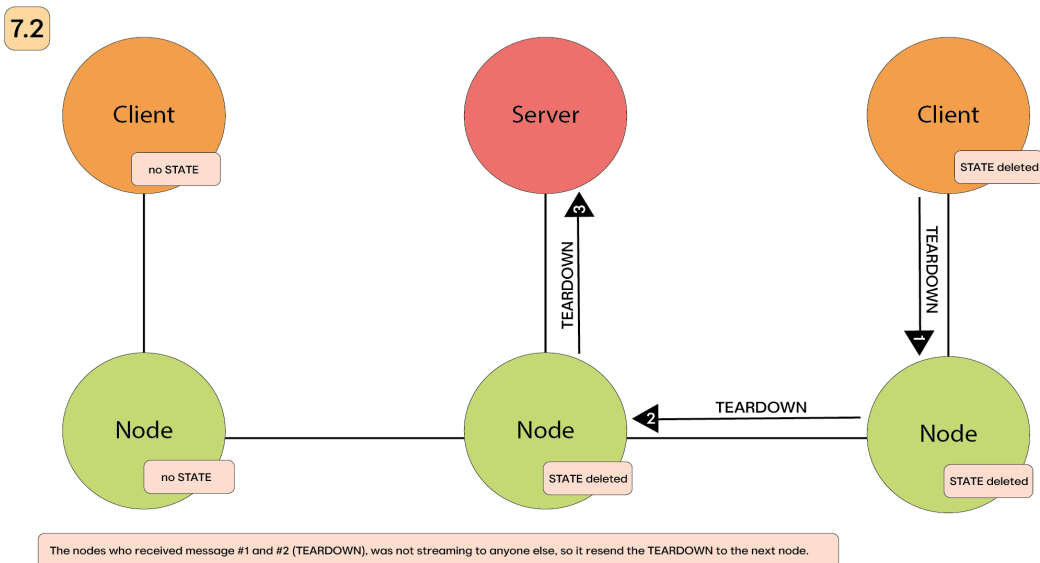 7.2
Client
no STATE
Server
Client
STATE deleted
TEARDOWN
3
TEARDOWN
1
TEARDOWN
2
Node
no STATE
Node
STATE deleted
Node
STATE deleted
The nodes who received message #1 and #2 (TEARDOWN), was not streaming to anyone else, so it resend the TEARDOWN to the next node.